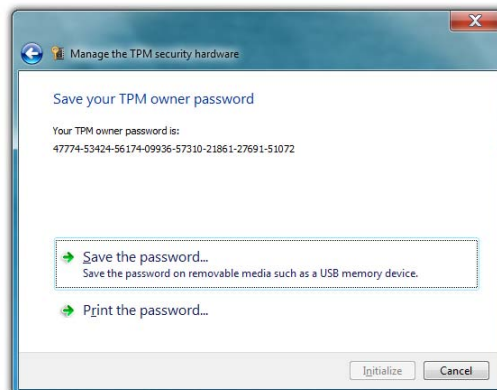 Manage the TPM security hardware
Save your TPM owner password
Your TPM owner password is:
47774-53424-56174-09936-57310-21861-27691-51072
Save the password...
Save the password on removable media such as a USB memory device.
Print the password...
Initialize
Cancel